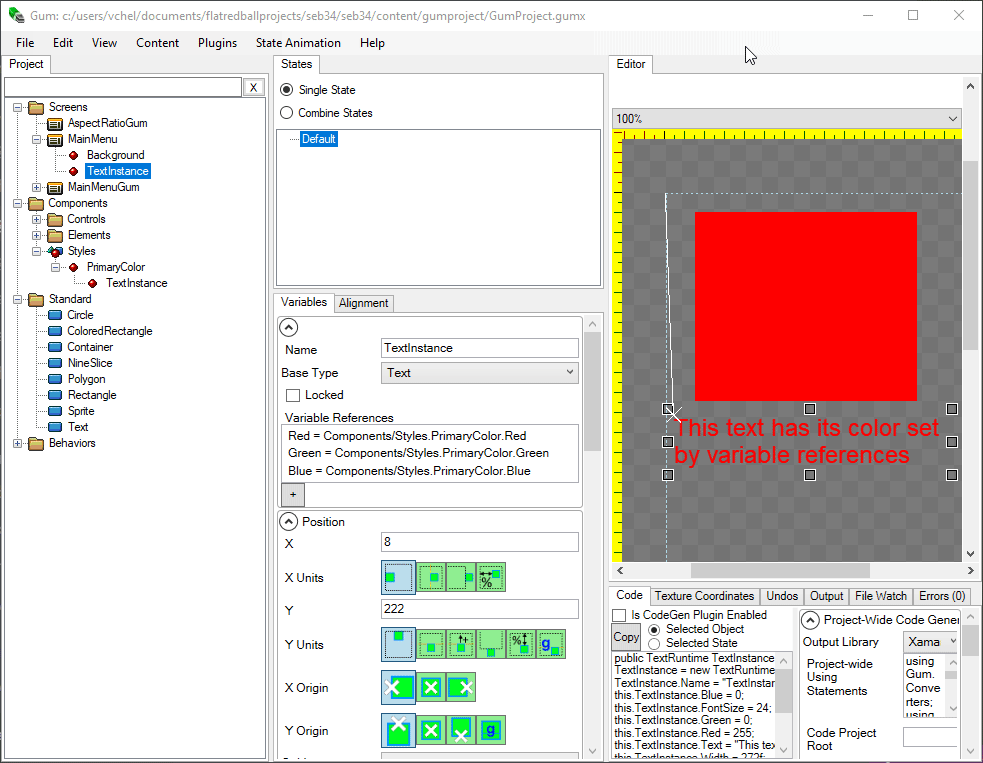 Gum: c:/users/vchel/documents/flatredballprojects/seb34/seb34/content/gumproject/GumProject.gumx
File Edit View Content Plugins State Animation Help
Project
X
Screens
AspectRatioGum
MainMenu
Background
TextInstance
MainMenuGum
Components
Controls
Elements
Styles
PrimaryColor
TextInstance
Standard
Circle
ColoredRectangle
Container
NineSlice
Polygon
Rectangle
Sprite
Text
Behaviors
States
Single State
Combine States
Default
Variables Alignment
Name TextInstance
Base Type Text
Locked
Variable References
Red = Components/Styles.PrimaryColor.Red
Green = Components/Styles.PrimaryColor.Green
Blue = Components/Styles.PrimaryColor.Blue
+
Position
X 8
X Units %
Y 222
Y Units % g
X Origin
Y Origin g
Editor
100%
This text has its color set
by variable references
Code Texture Coordinates Undos Output File Watch Errors (0)
Is CodeGen Plugin Enabled
Copy Selected Object
Selected State
public TextRuntime TextInstance
TextInstance = new TextRuntime
TextInstance.Name = "TextInstan
this.TextInstance.Blue = 0;
this.TextInstance.FontSize = 24;
this.TextInstance.Green = 0;
this.TextInstance.Red = 255;
this.TextInstance.Text = "This tex
this.TextInstance.Width = 272f;
Project-Wide Code Gener
Output Library Xama
Project-wide
Using
Statements
using
Gum.
Conve
rters;
using
Code Project
Root